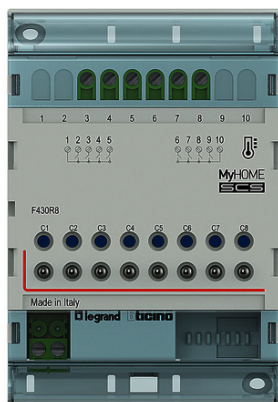 1 2 3 4 5 6 7 8 9 10
1 2 3 4 5 6 7 8 9 10
MyHOME
SCS
F430R8
C1 C2 C3 C4 C5 C6 C7 C8
Made in Italy
legrand bticino